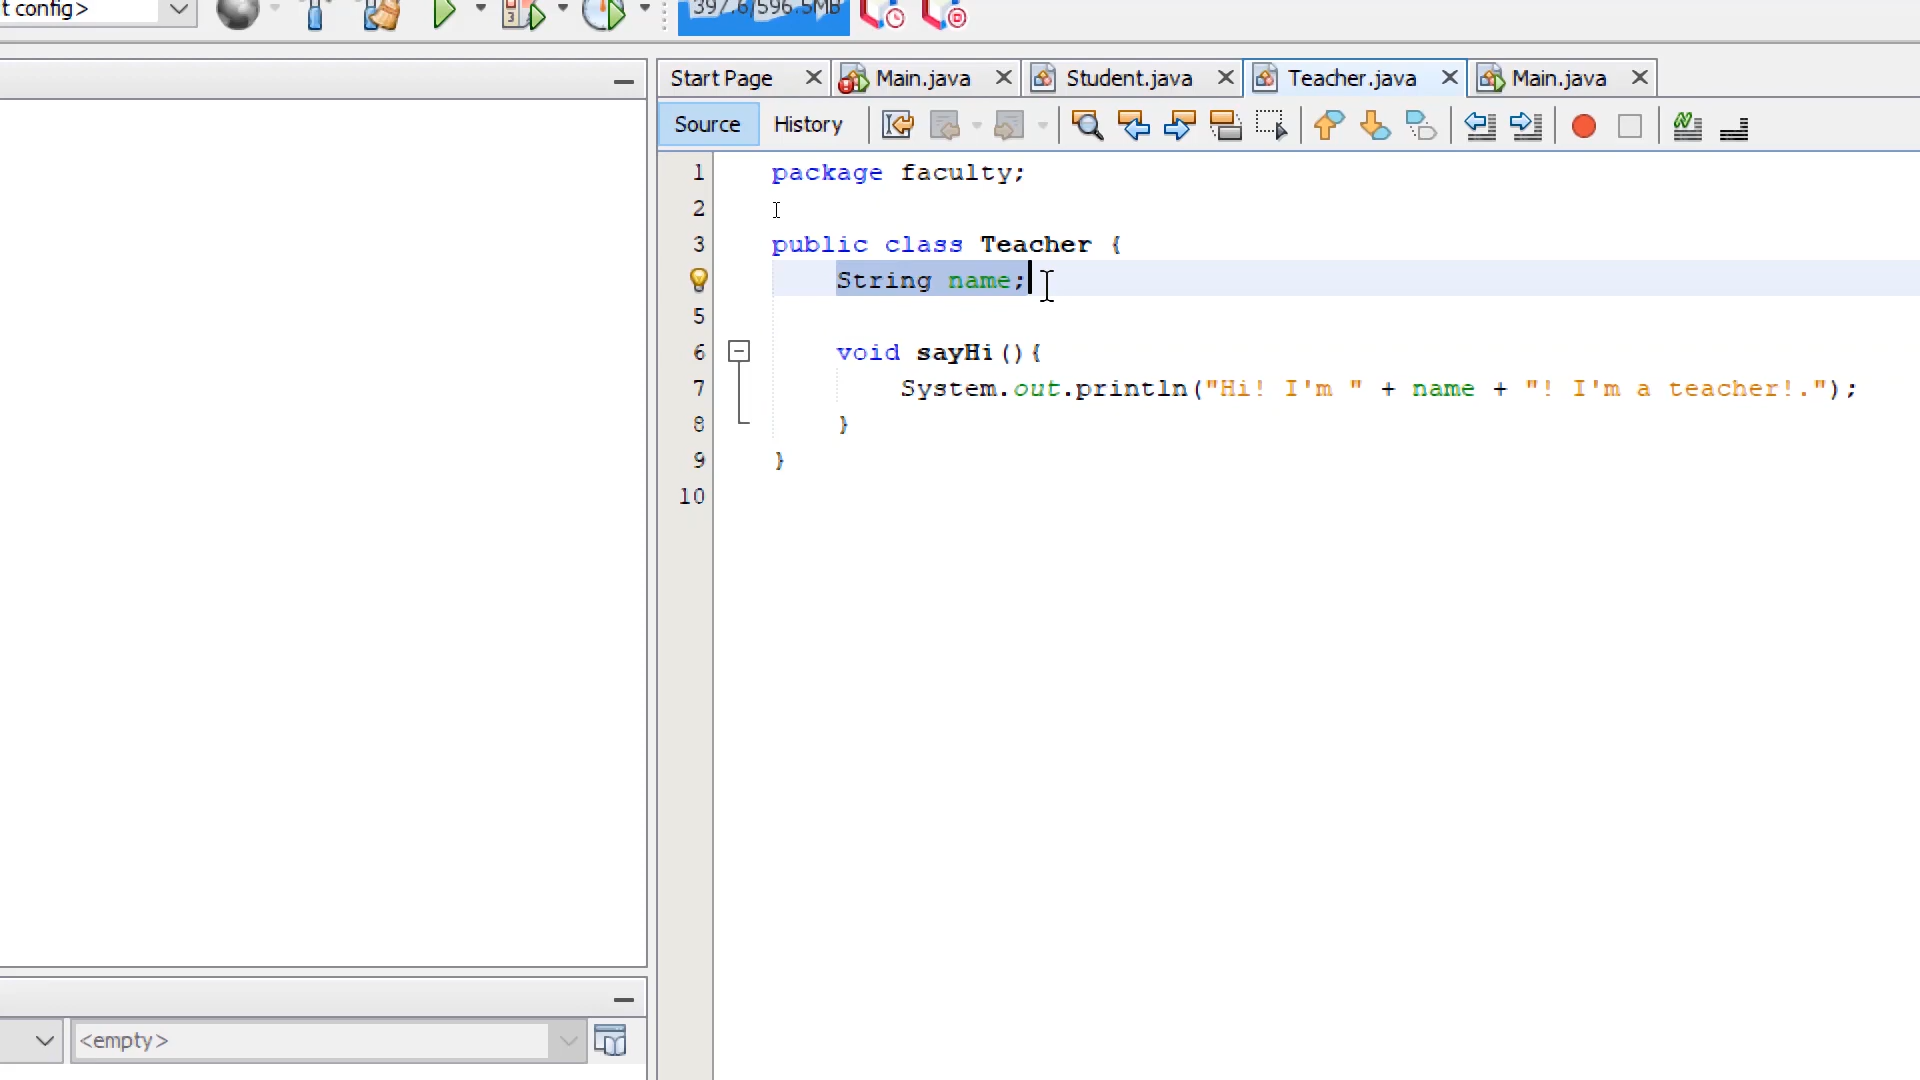 t config>
397.6/596.5MB
Start Page
Main.java
Student.java
Teacher.java
Main.java
Source
History
1 package faculty;
2
3 public class Teacher {
String name;
5
6 void sayHi(){
7 System.out.println("Hi! I'm " + name + "! I'm a teacher!.");
8 }
9 }
10
<empty>